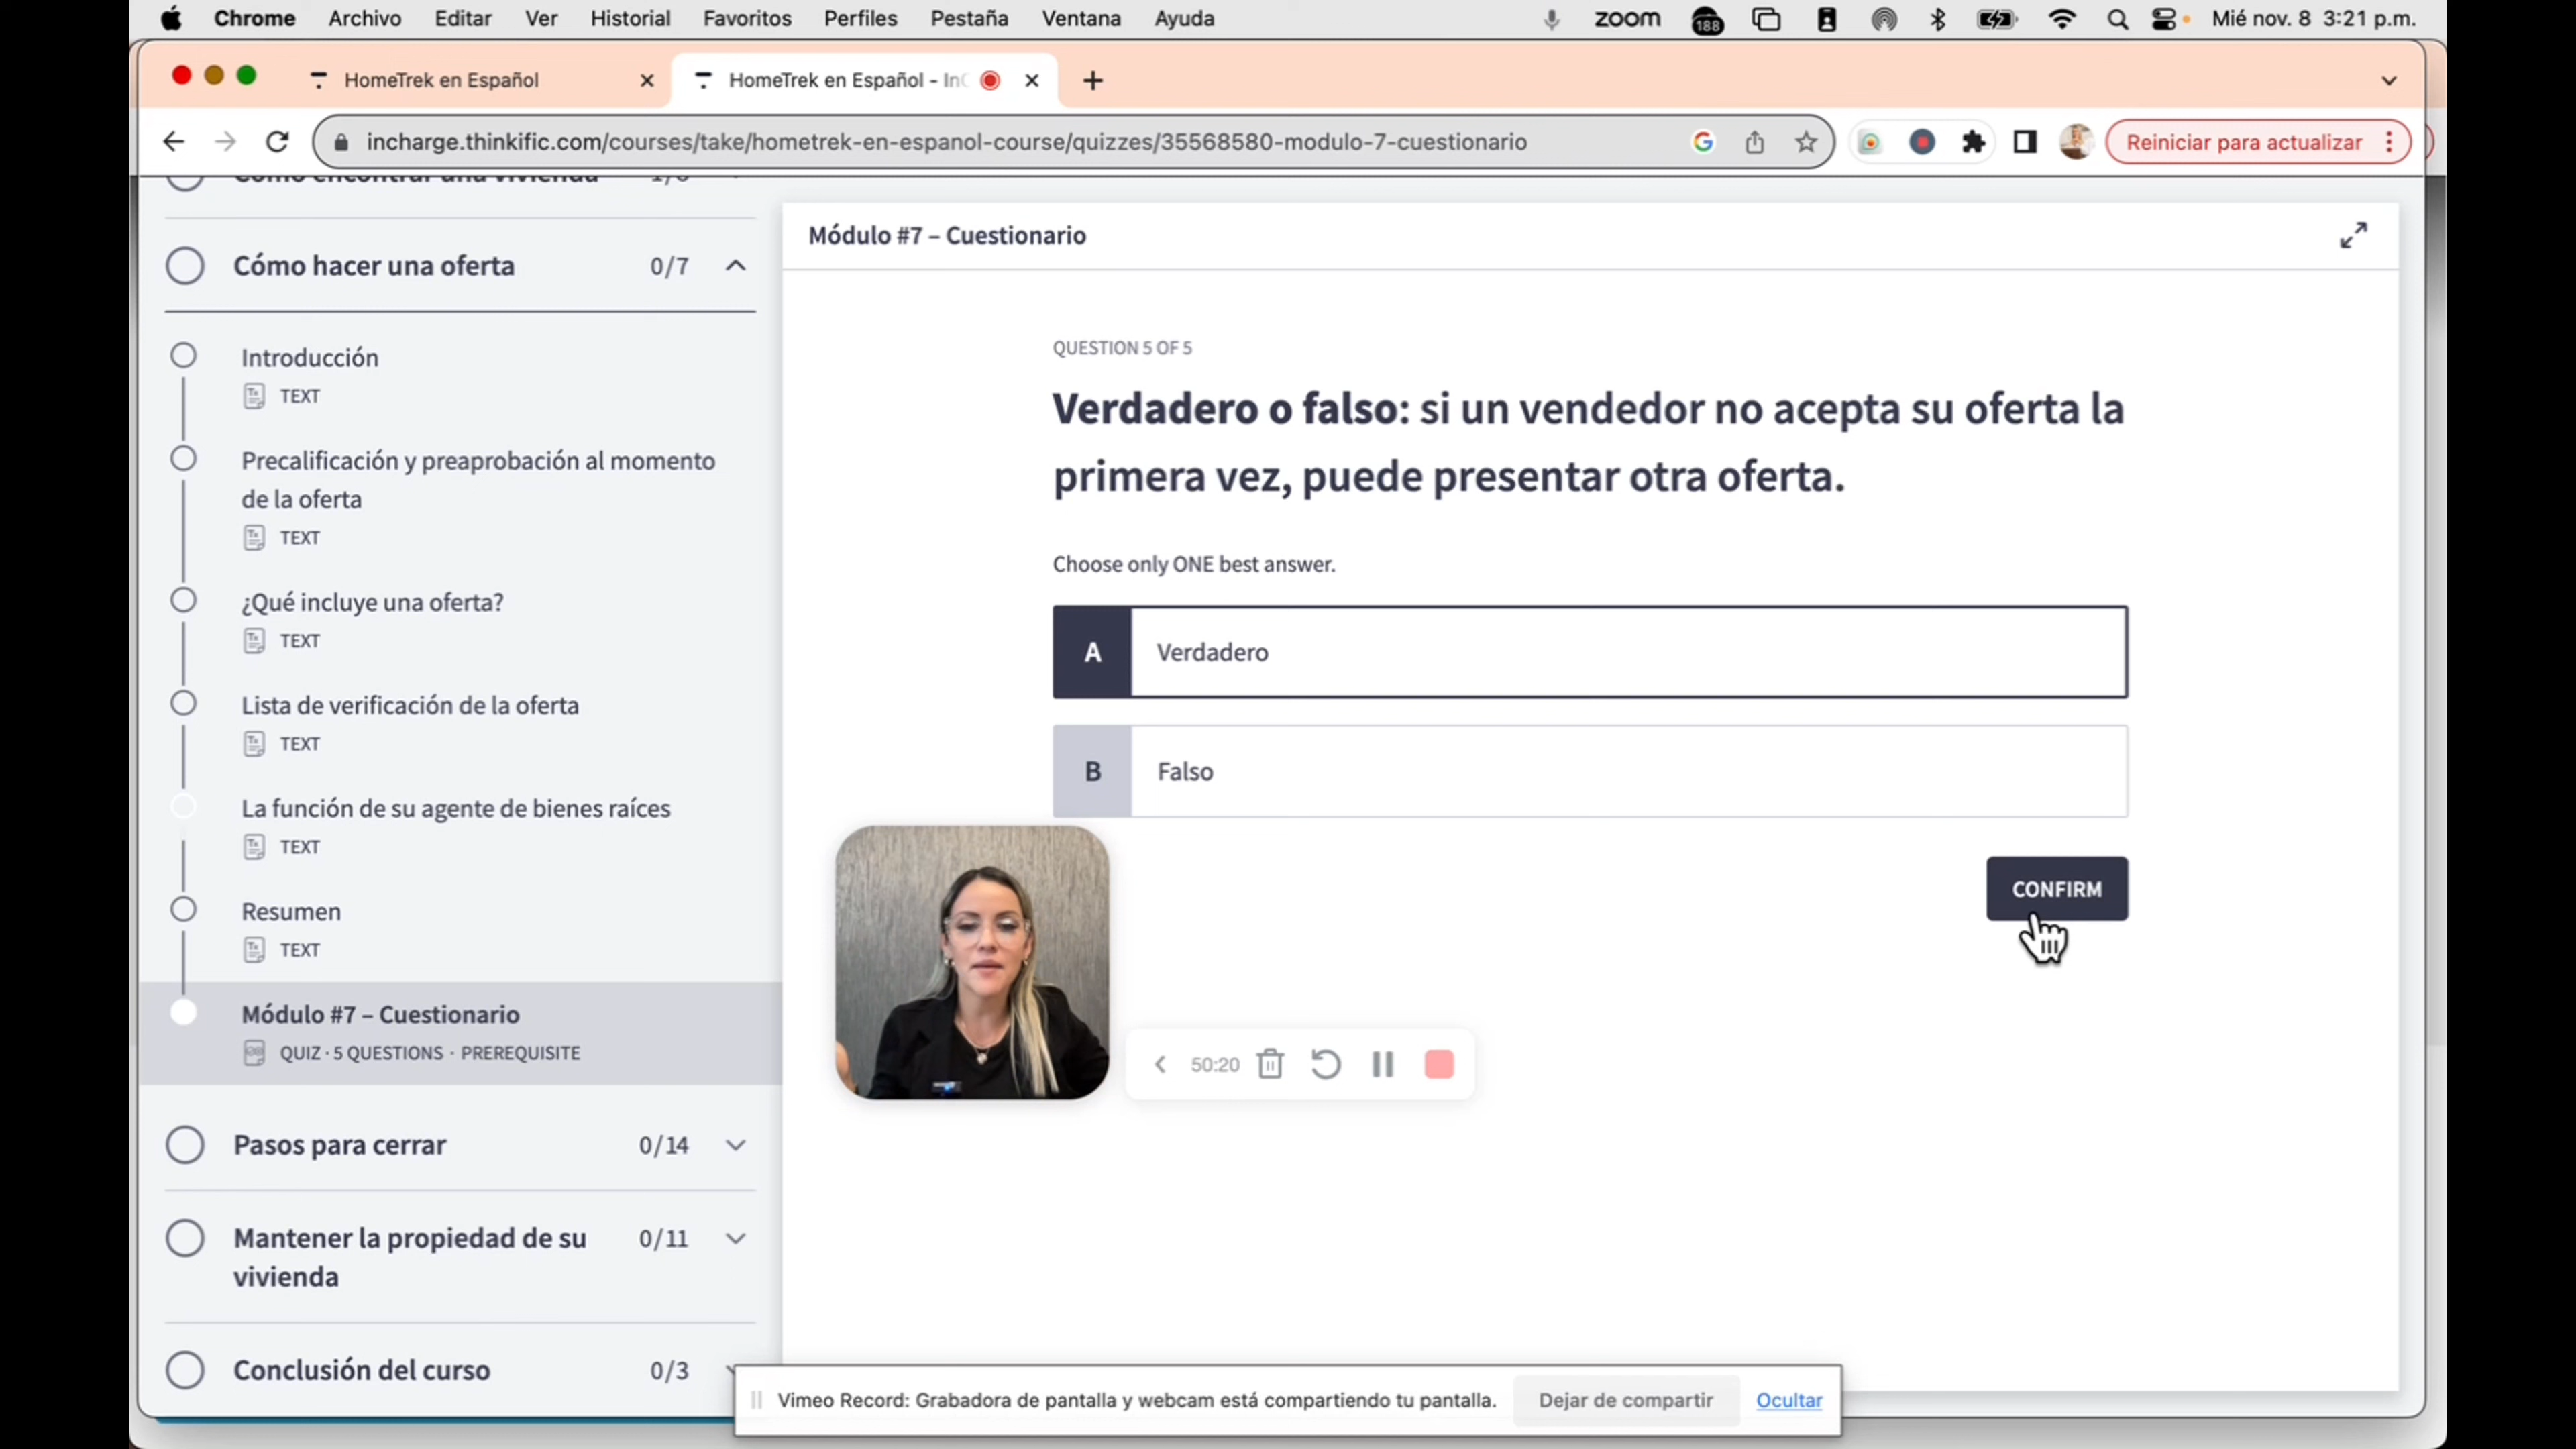 Chrome Archivo Editar Ver Historial Favoritos Perfiles Pestaña Ventana Ayuda
zoom 188 Mié nov. 8 3:21 p.m.
HomeTrek en Español
HomeTrek en Español - In
incharge.thinkific.com/courses/take/hometrek-en-espanol-course/quizzes/35568580-modulo-7-cuestionario
Reiniciar para actualizar
Cómo encontrar una vivienda
Cómo hacer una oferta 0/7
Introducción
TEXT
Precalificación y preaprobación al momento
de la oferta
TEXT
¿Qué incluye una oferta?
TEXT
Lista de verificación de la oferta
TEXT
La función de su agente de bienes raíces
TEXT
Resumen
TEXT
Módulo #7 – Cuestionario
QUIZ · 5 QUESTIONS · PREREQUISITE
Pasos para cerrar 0/14
Mantener la propiedad de su
vivienda
0/11
Conclusión del curso 0/3
Módulo #7 – Cuestionario
QUESTION 5 OF 5
Verdadero o falso: si un vendedor no acepta su oferta la
primera vez, puede presentar otra oferta.
Choose only ONE best answer.
A Verdadero
B Falso
CONFIRM
50:20
Vimeo Record: Grabadora de pantalla y webcam está compartiendo tu pantalla. Dejar de compartir Ocultar